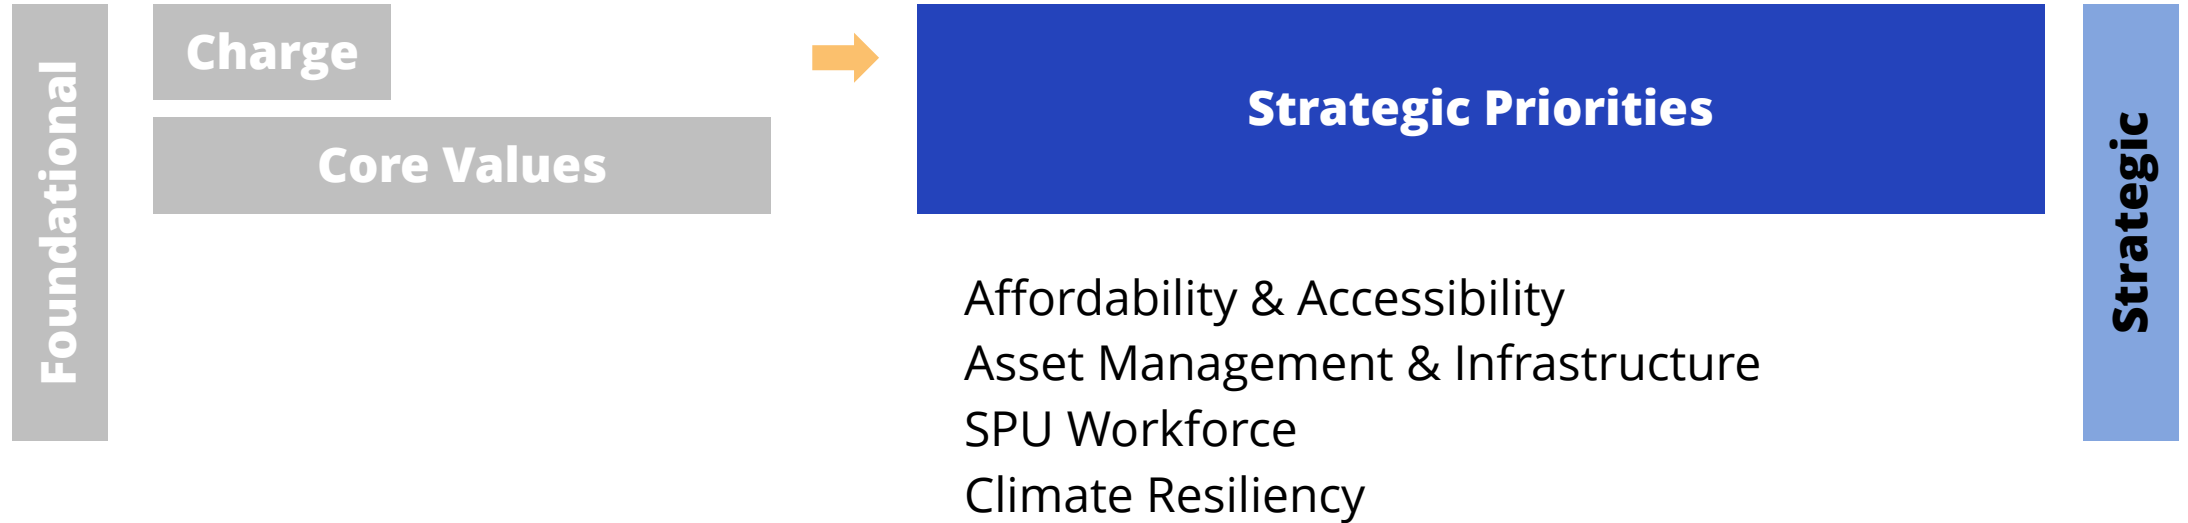 Foundational
Charge
Core Values
Strategic Priorities
Affordability & Accessibility
Asset Management & Infrastructure
SPU Workforce
Climate Resiliency
Strategic